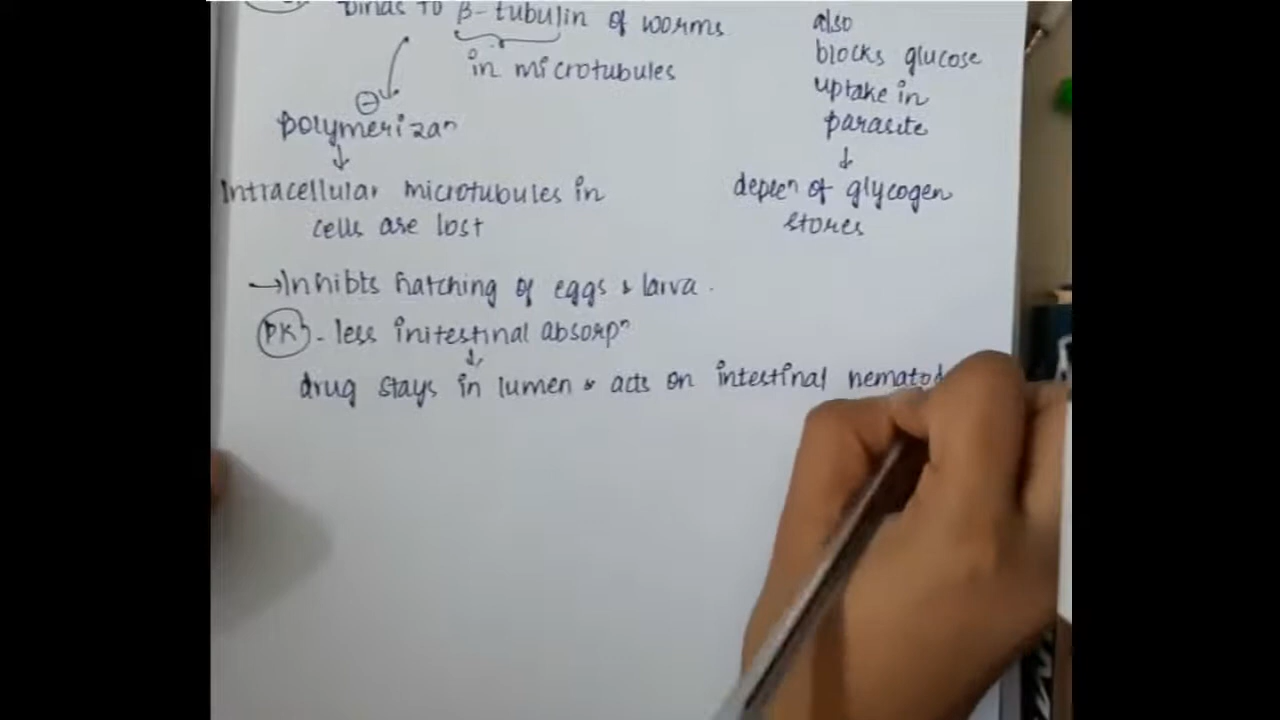 binds to β-tubulin of worms
in microtubules
⊖
polymerizaⁿ
↓
Intracellular microtubules in
cells are lost
also
blocks glucose
uptake in
parasite
↓
depleⁿ of glycogen
stores
→Inhibts hatching of eggs & larva.
PK - less initestinal absorpⁿ
↓
drug stays in lumen & acts on intestinal nematod